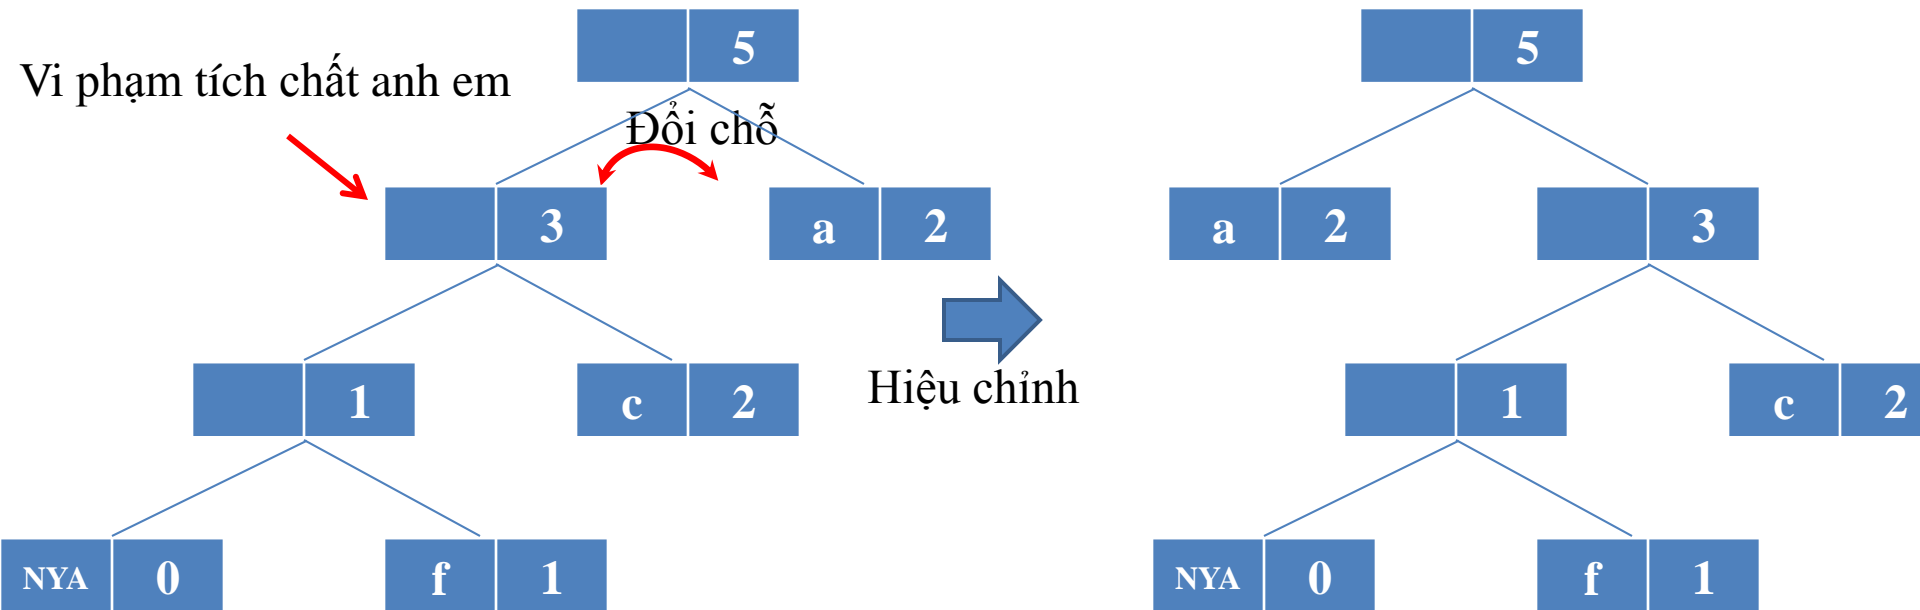 5
5
Vi phạm tích chất anh em
Đổi chỗ
3
a 2
a 2
3
1
c 2
Hiệu chỉnh
1
c 2
NYA 0
f 1
NYA 0
f 1